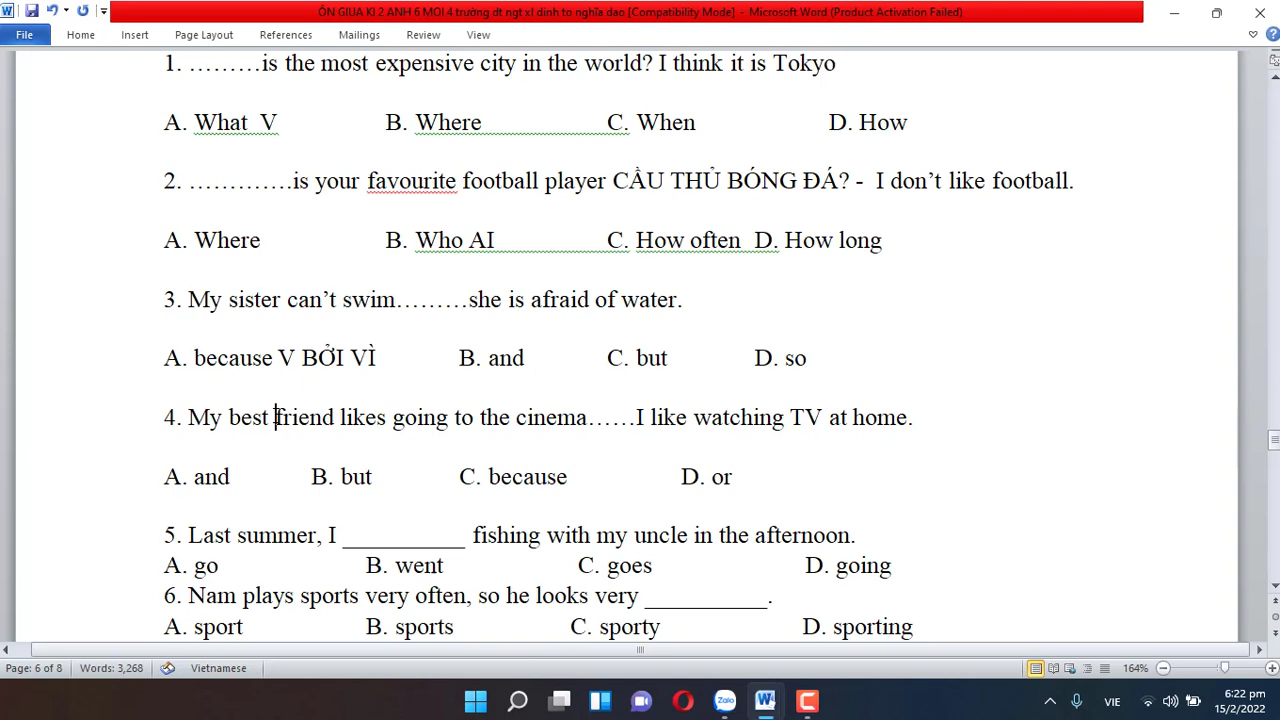 ÔN GIUA KI 2 ANH 6 MOI 4 trường dt ngt xl dinh to nghĩa dao [Compatibility Mode] - Microsoft Word (Product Activation Failed)
File Home Insert Page Layout References Mailings Review View
1. ………is the most expensive city in the world? I think it is Tokyo
A. What V B. Where C. When D. How
2. ………….is your favourite football player CẦU THỦ BÓNG ĐÁ? - I don’t like football.
A. Where B. Who AI C. How often D. How long
3. My sister can’t swim………she is afraid of water.
A. because V BỞI VÌ B. and C. but D. so
4. My best friend likes going to the cinema……I like watching TV at home.
A. and B. but C. because D. or
5. Last summer, I __________ fishing with my uncle in the afternoon.
A. go B. went C. goes D. going
6. Nam plays sports very often, so he looks very __________.
A. sport B. sports C. sporty D. sporting
Page: 6 of 8 Words: 3,268 Vietnamese 164%
Zalo VIE 6:22 pm
15/2/2022